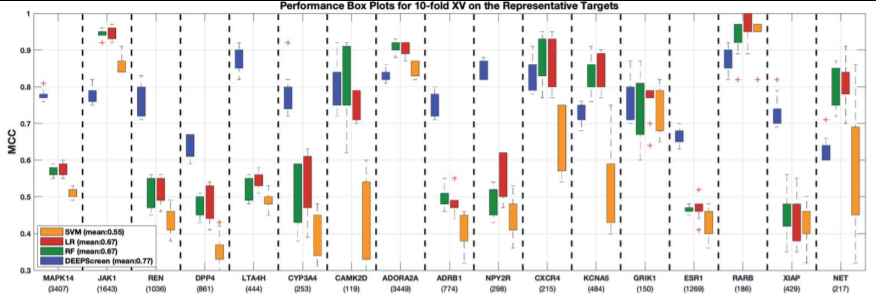 Performance Box Plots for 10-fold XV on the Representative Targets
MCC
1
0.9
0.8
0.7
0.6
0.5
0.4
0.3
SVM (mean:0.55)
LR (mean:0.67)
RF (mean:0.67)
DEEPScreen (mean:0.77)
MAPK14 JAK1 REN DPP4 LTA4H CYP3A4 CAMK2D ADORA2A ADRB1 NPY2R CXCR4 KCNA5 GRIK1 ESR1 RARB XIAP NET
(3407) (1643) (1036) (861) (444) (253) (119) (3449) (774) (298) (215) (484) (150) (1269) (186) (429) (217)